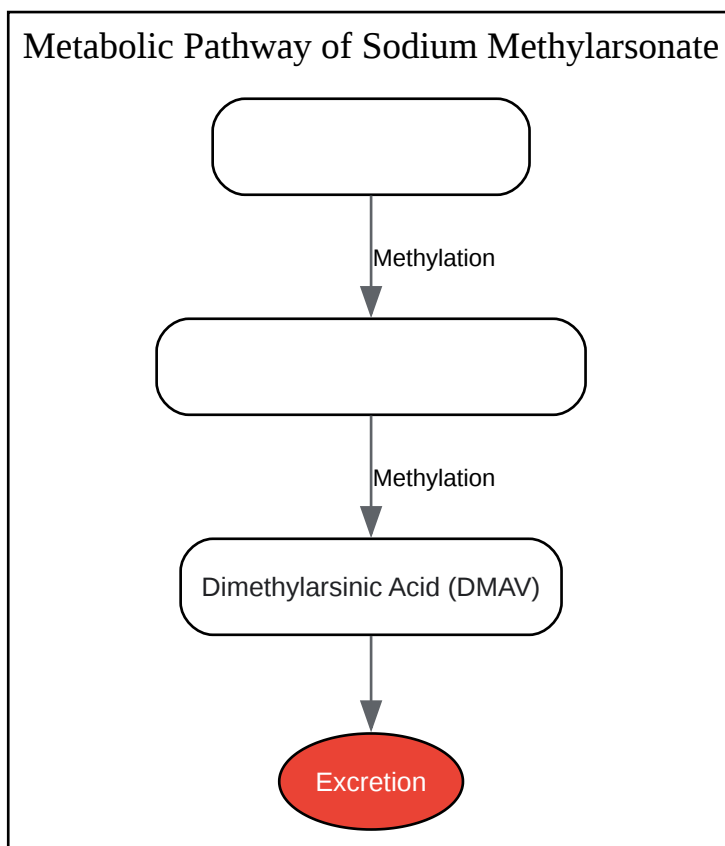 Metabolic Pathway of Sodium Methylarsonate
Methylation
Methylation
Dimethylarsinic Acid (DMAV)
Excretion